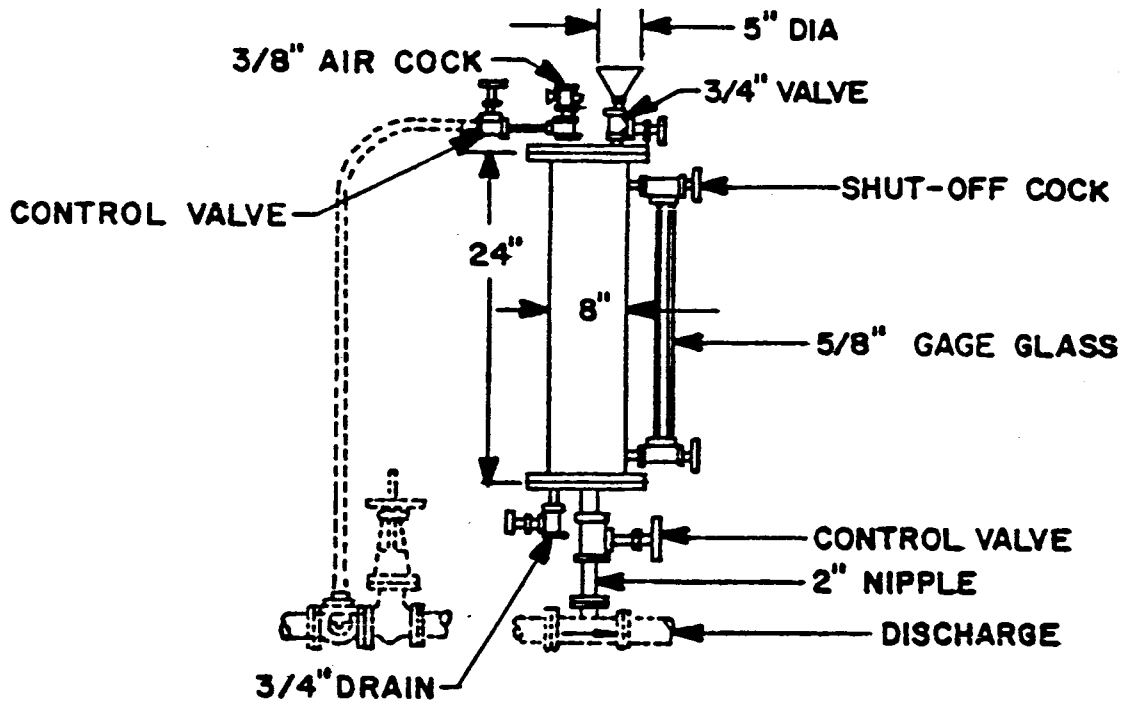 5" DIA
3/8" AIR COCK
3/4" VALVE
SHUT-OFF COCK
CONTROL VALVE
24"
8"
5/8" GAGE GLASS
CONTROL VALVE
2" NIPPLE
DISCHARGE
3/4" DRAIN